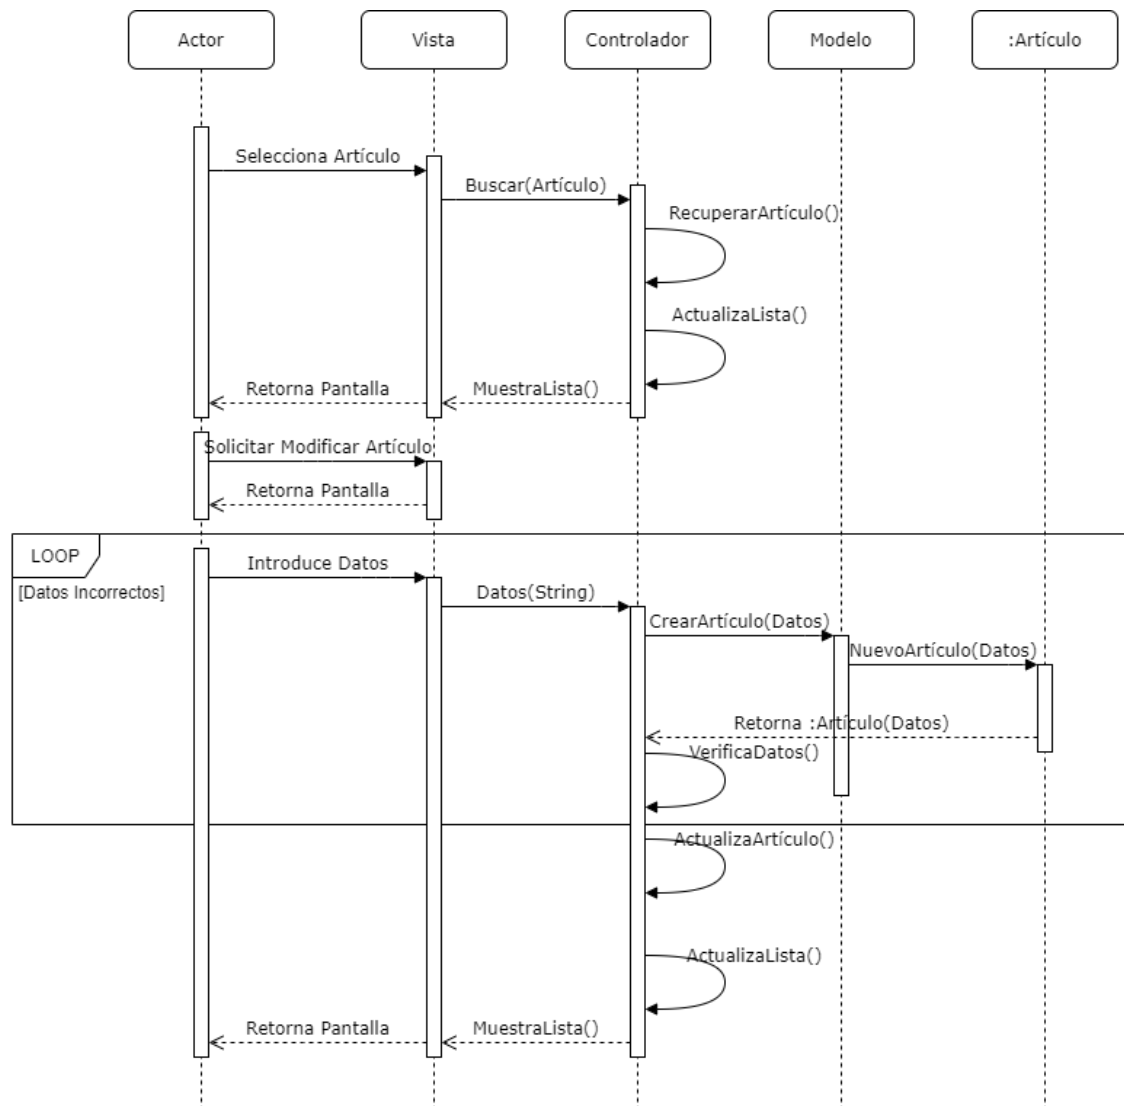 Actor
Vista
Controlador
Modelo
:Artículo
Selecciona Artículo
Buscar(Artículo)
RecuperarArtículo()
ActualizaLista()
Retorna Pantalla
MuestraLista()
Solicitar Modificar Artículo
Retorna Pantalla
LOOP
[Datos Incorrectos]
Introduce Datos
Datos(String)
CrearArtículo(Datos)
NuevoArtículo(Datos)
Retorna :Artículo(Datos)
VerificaDatos()
ActualizaArtículo()
ActualizaLista()
Retorna Pantalla
MuestraLista()